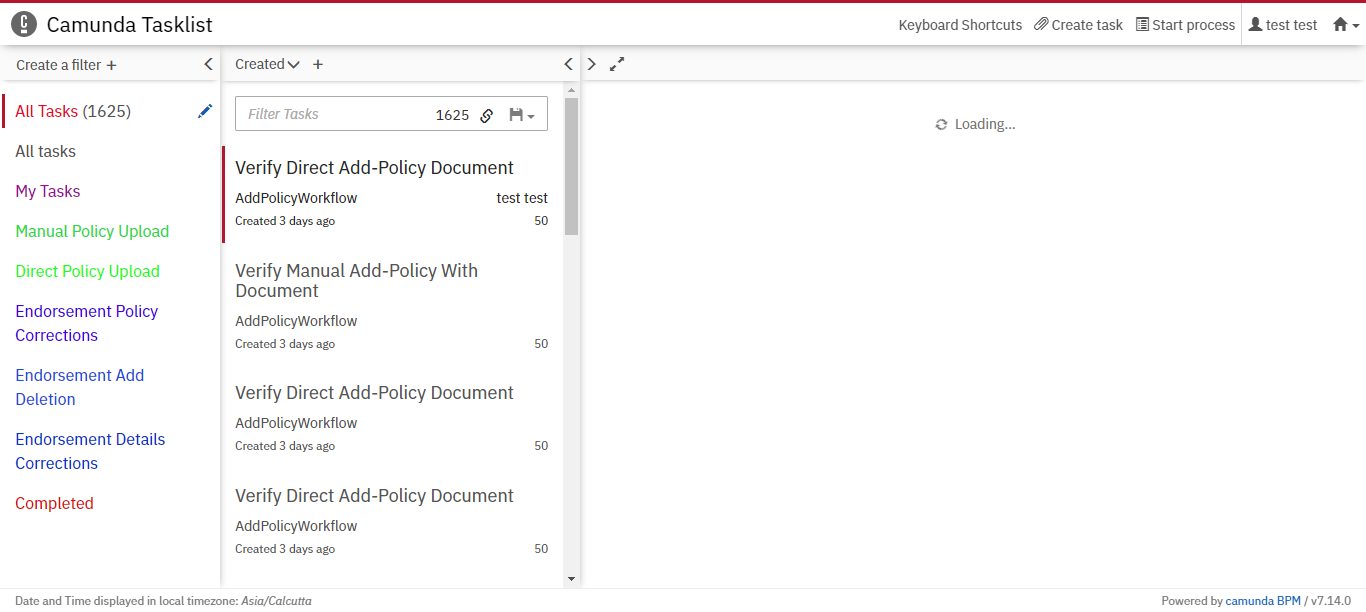 Camunda Tasklist
Keyboard Shortcuts Create task Start process test test
Create a filter +
Created +
All Tasks (1625)
All tasks
My Tasks
Manual Policy Upload
Direct Policy Upload
Endorsement Policy
Corrections
Endorsement Add
Deletion
Endorsement Details
Corrections
Completed
Filter Tasks 1625
Verify Direct Add-Policy Document
AddPolicyWorkflow test test
Created 3 days ago 50
Verify Manual Add-Policy With
Document
AddPolicyWorkflow
Created 3 days ago 50
Verify Direct Add-Policy Document
AddPolicyWorkflow
Created 3 days ago 50
Verify Direct Add-Policy Document
AddPolicyWorkflow
Created 3 days ago 50
Loading...
Date and Time displayed in local timezone: Asia/Calcutta
Powered by camunda BPM / v7.14.0